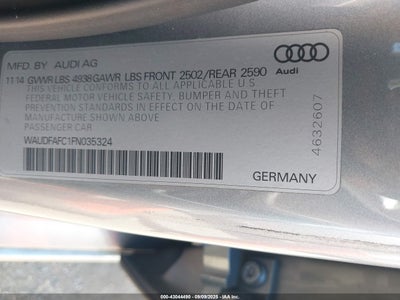 MFD. BY AUDI AG
11 14 GVWR LBS 4938 GAWR LBS FRONT 2502/REAR 2590
THIS VEHICLE CONFORMS TO ALL APPLICABLE U S
FEDERAL MOTOR VEHICLE SAFETY, BUMPER AND THEFT
PREVENTION STANDARDS IN EFFECT ON THE DATE OF
MANUFACTURE SHOWN ABOVE.
PASSENGER CAR
WAUDFAFC1FN035324
Audi
4632607
GERMANY
000-43044490 - 09/09/2025 - IAAI